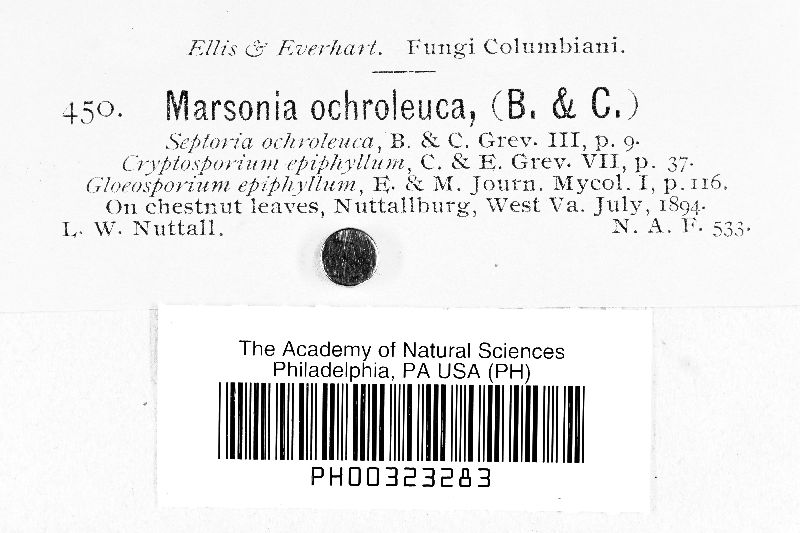 Ellis & Everhart. Fungi Columbiani.
450. Marsonia ochroleuca, (B. & C.)
Septoria ochroleuca, B. & C. Grev. III, p. 9.
Cryptosporium epiphyllum, C. & E. Grev. VII, p. 37.
Gloeosporium epiphyllum, E. & M. Journ. Mycol. I, p. 116.
On chestnut leaves, Nuttallburg, West Va. July, 1894.
L. W. Nuttall. N. A. F. 533.
The Academy of Natural Sciences
Philadelphia, PA USA (PH)
PH00323283